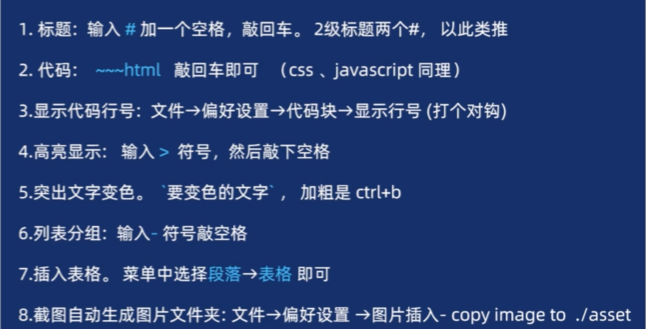 1. 标题：输入 # 加一个空格，敲回车。 2级标题两个#， 以此类推
2. 代码： ~~~html 敲回车即可 （css 、javascript 同理）
3.显示代码行号：文件→偏好设置→代码块→显示行号 (打个对钩)
4.高亮显示： 输入 > 符号，然后敲下空格
5.突出文字变色。 `要变色的文字` ， 加粗是 ctrl+b
6.列表分组：输入- 符号敲空格
7.插入表格。 菜单中选择段落→表格 即可
8.截图自动生成图片文件夹: 文件→偏好设置 →图片插入- copy image to ./asset